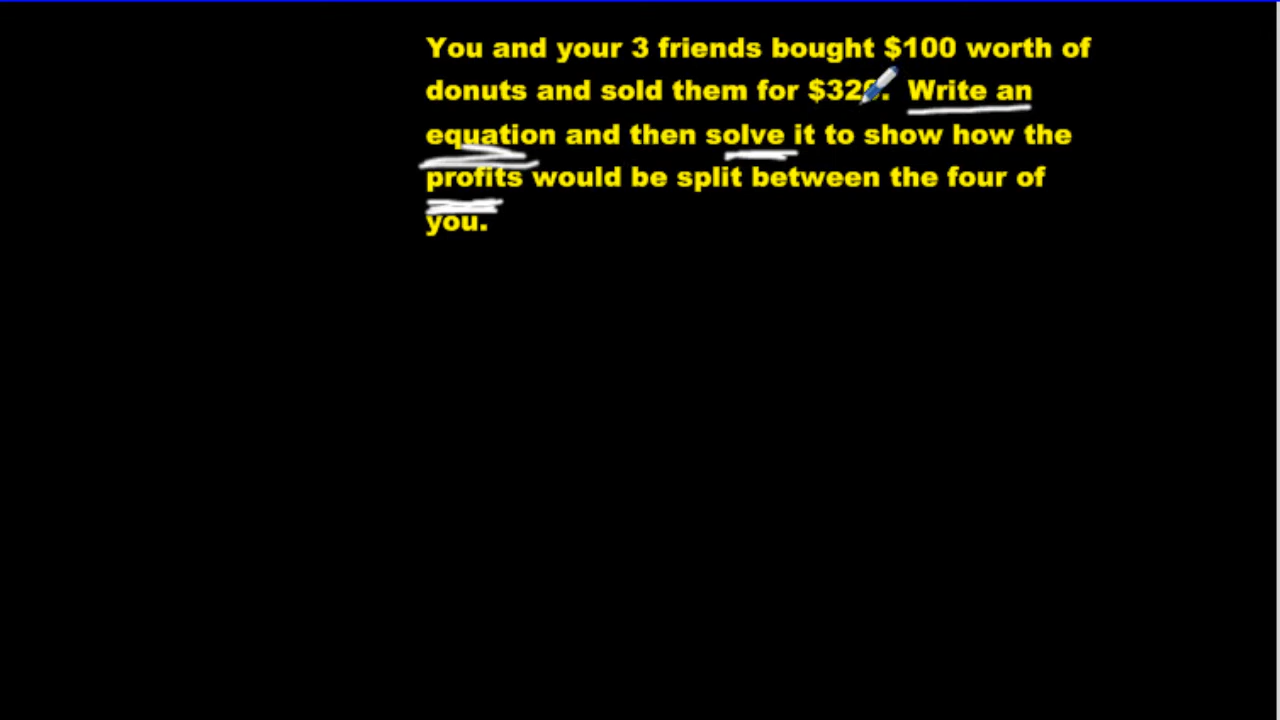 You and your 3 friends bought $100 worth of
donuts and sold them for Write an
equation and then solve it to show how the
profits would be split between the four of
you.